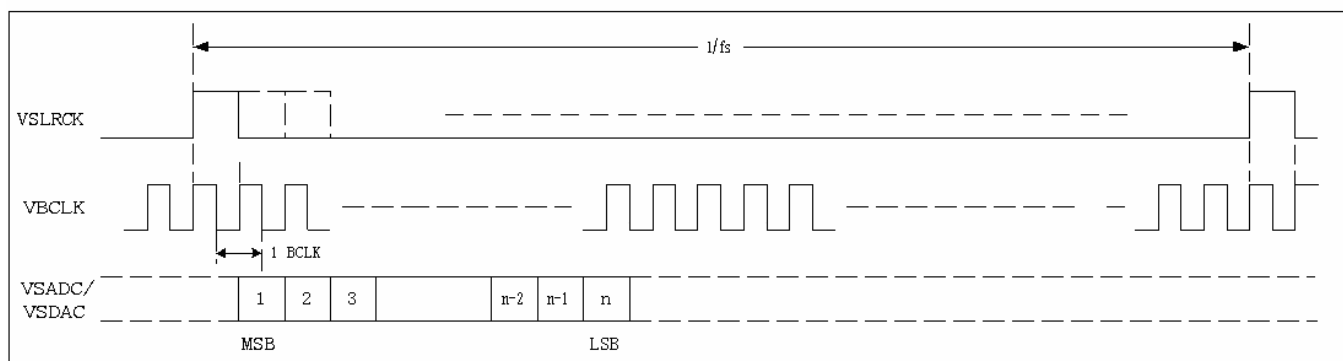 1/fs
VSLRCK
VBCLK
1 BCLK
VSADC/
VSDAC
1 2 3 n-2 n-1 n
MSB LSB